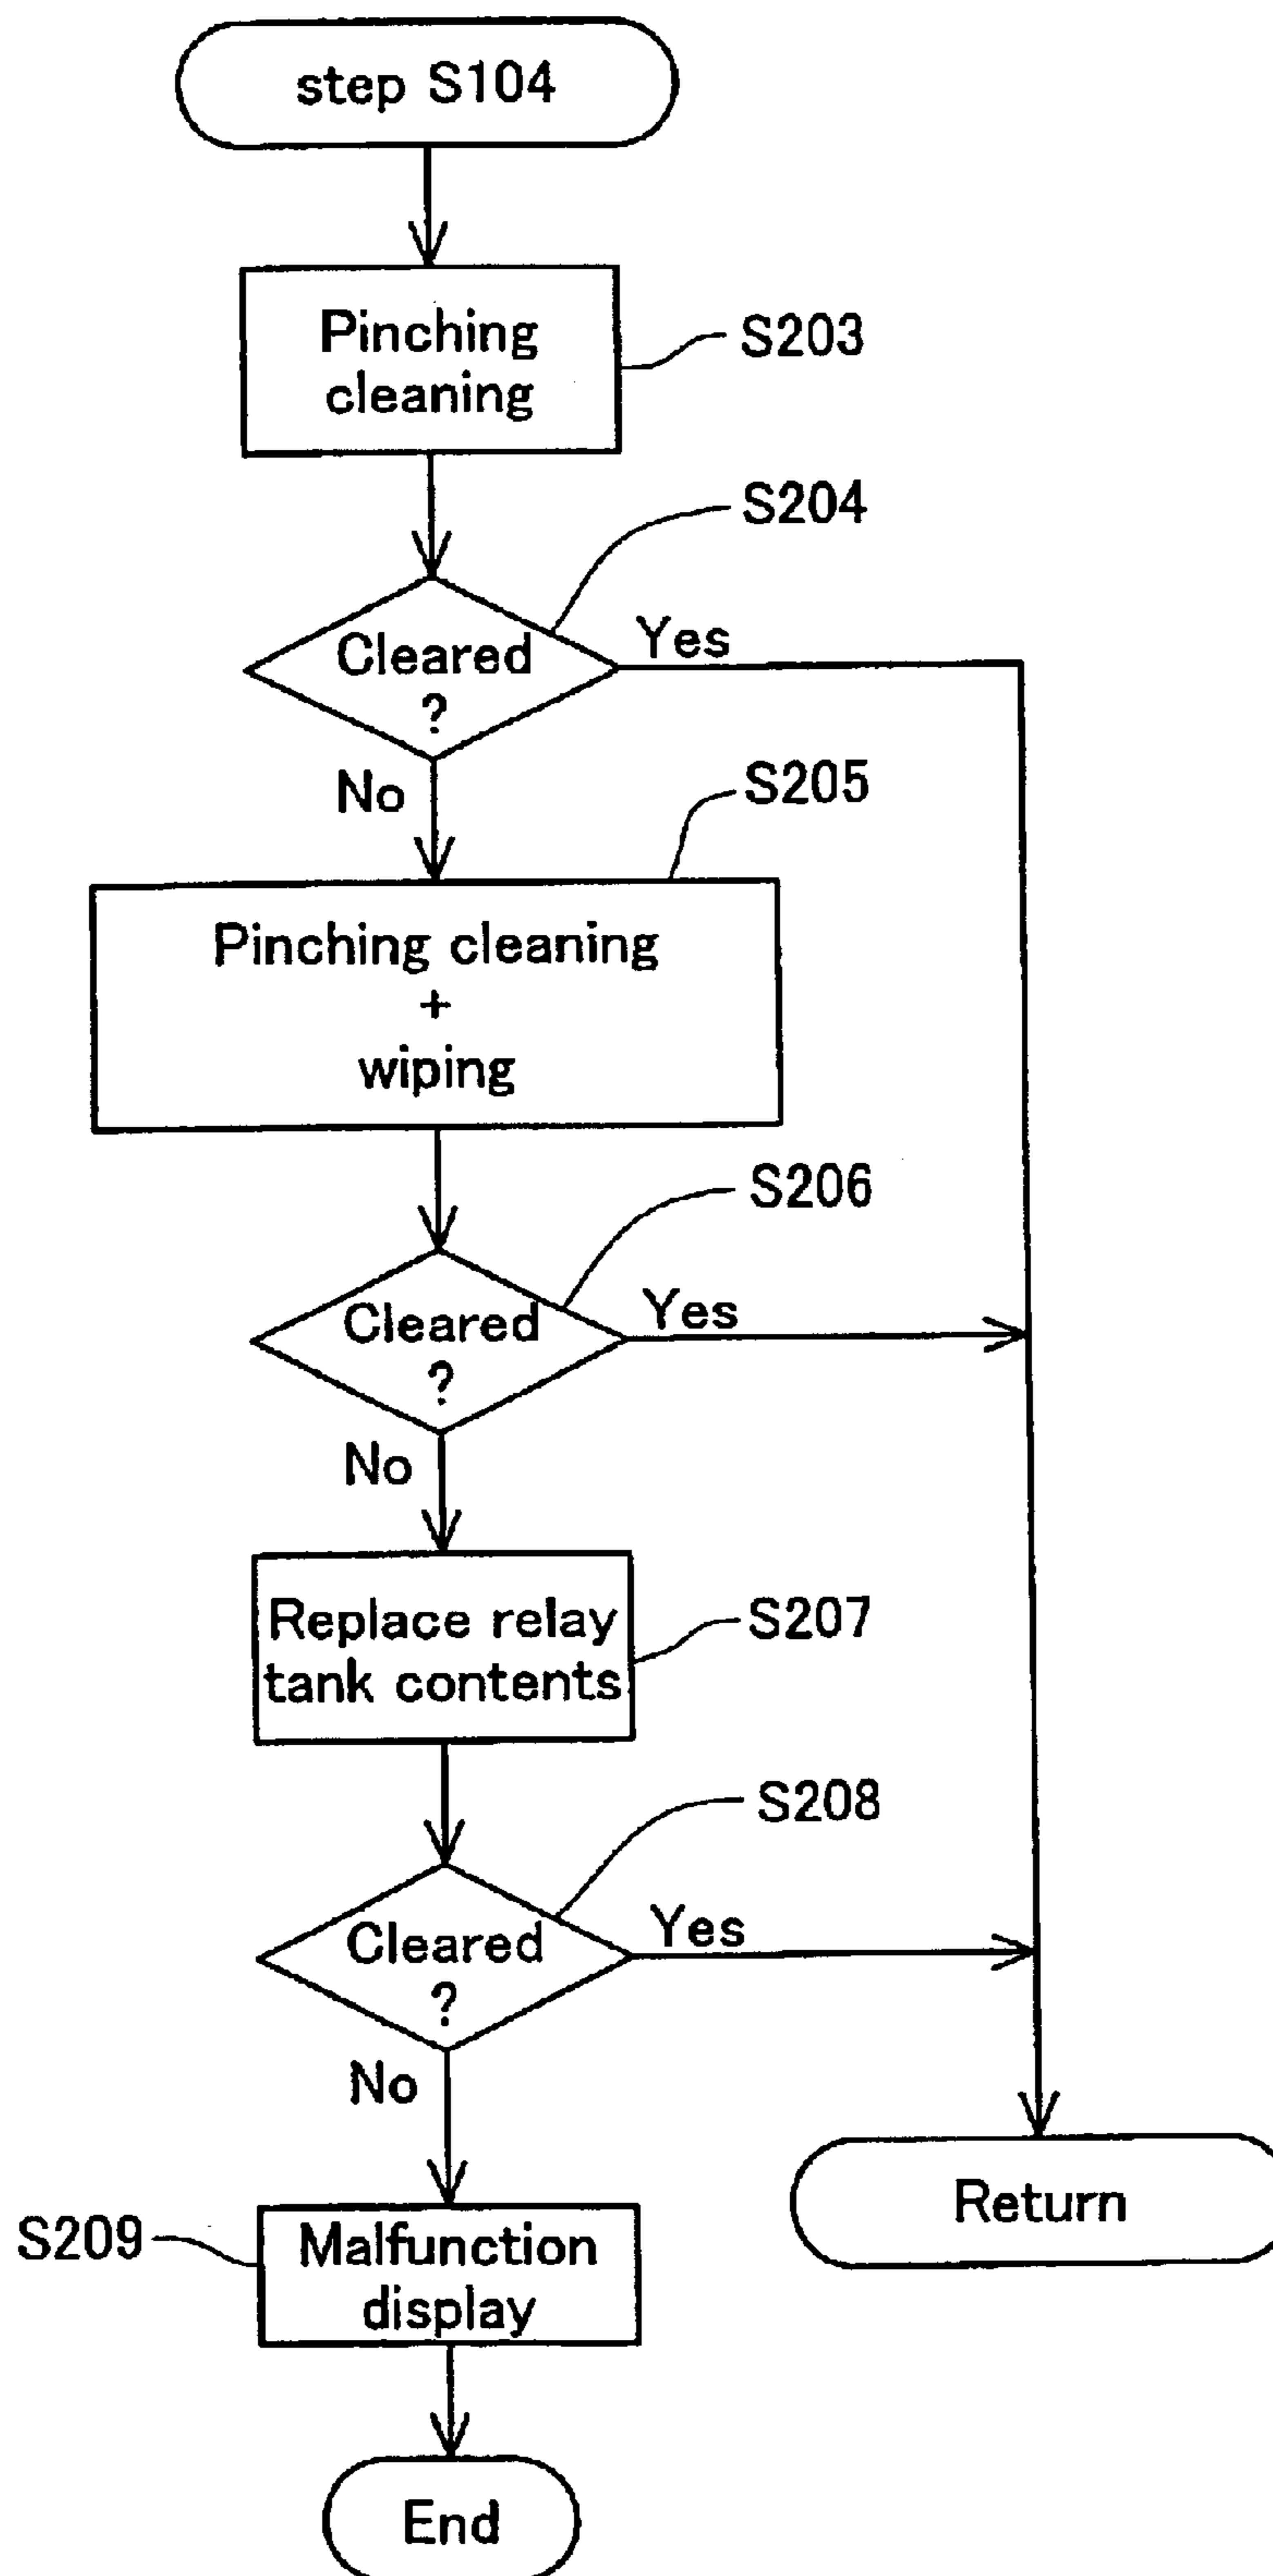 step S104
Pinching
cleaning
S203
S204
Cleared
?
Yes
No
S205
Pinching cleaning
+
wiping
S206
Cleared
?
Yes
No
Replace relay
tank contents
S207
S208
Cleared
?
Yes
No
Return
S209
Malfunction
display
End